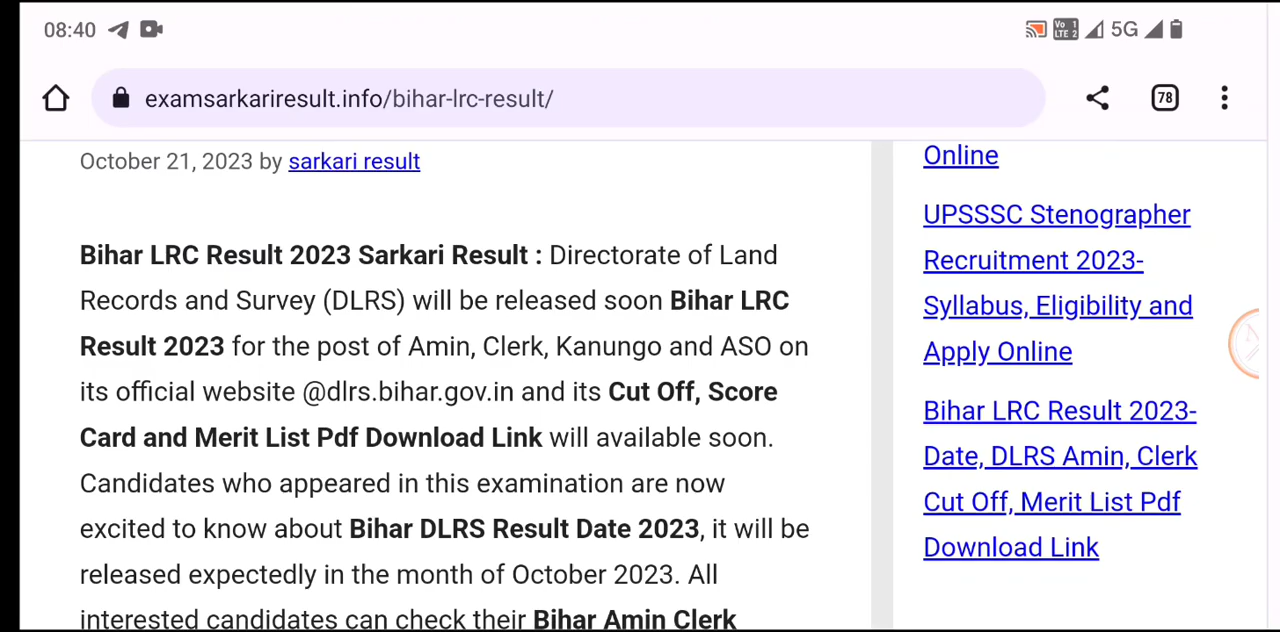 08:40
Vo 1
LTE 2
5G
examsarkariresult.info/bihar-lrc-result/
78
October 21, 2023 by sarkari result
Bihar LRC Result 2023 Sarkari Result : Directorate of Land
Records and Survey (DLRS) will be released soon Bihar LRC
Result 2023 for the post of Amin, Clerk, Kanungo and ASO on
its official website @dlrs.bihar.gov.in and its Cut Off, Score
Card and Merit List Pdf Download Link will available soon.
Candidates who appeared in this examination are now
excited to know about Bihar DLRS Result Date 2023, it will be
released expectedly in the month of October 2023. All
interested candidates can check their Bihar Amin Clerk
Online
UPSSSC Stenographer
Recruitment 2023-
Syllabus, Eligibility and
Apply Online
Bihar LRC Result 2023-
Date, DLRS Amin, Clerk
Cut Off, Merit List Pdf
Download Link